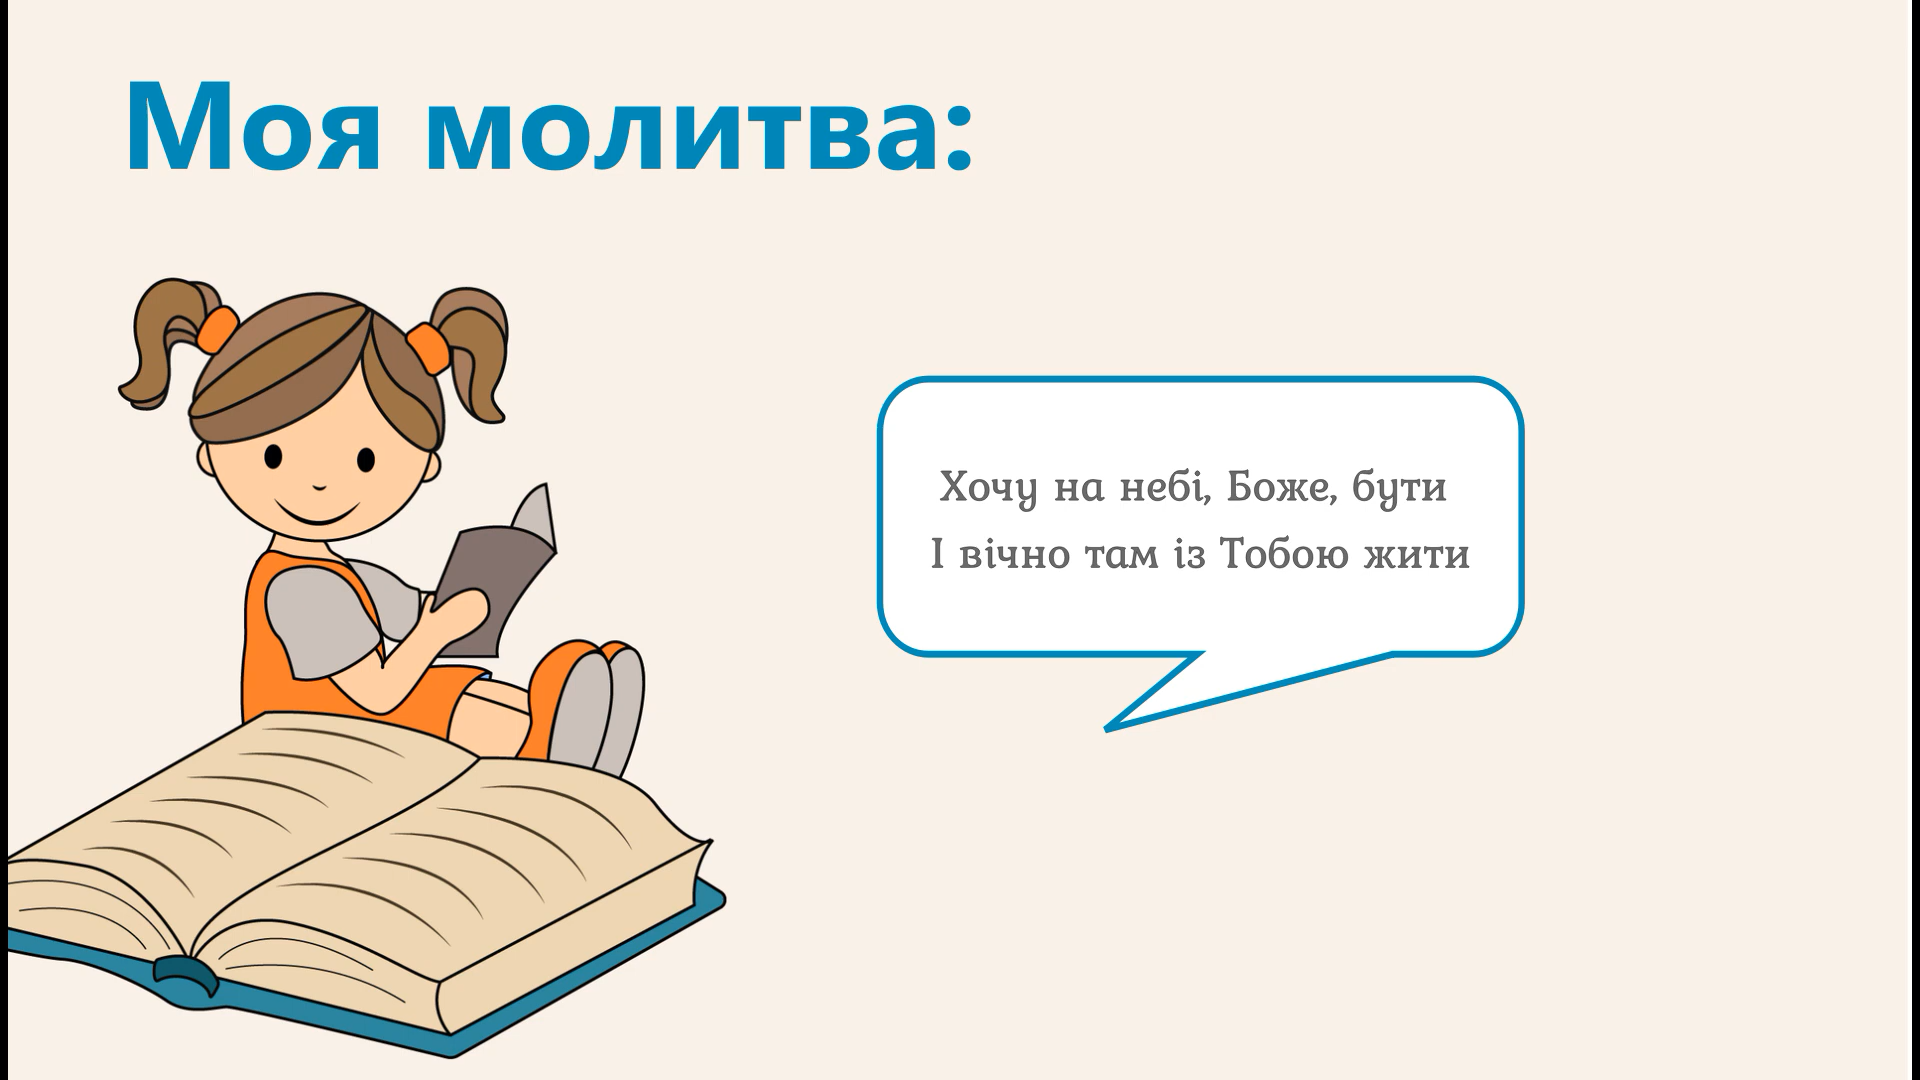 Моя молитва:
Хочу на небі, Боже, бути
І вічно там із Тобою жити